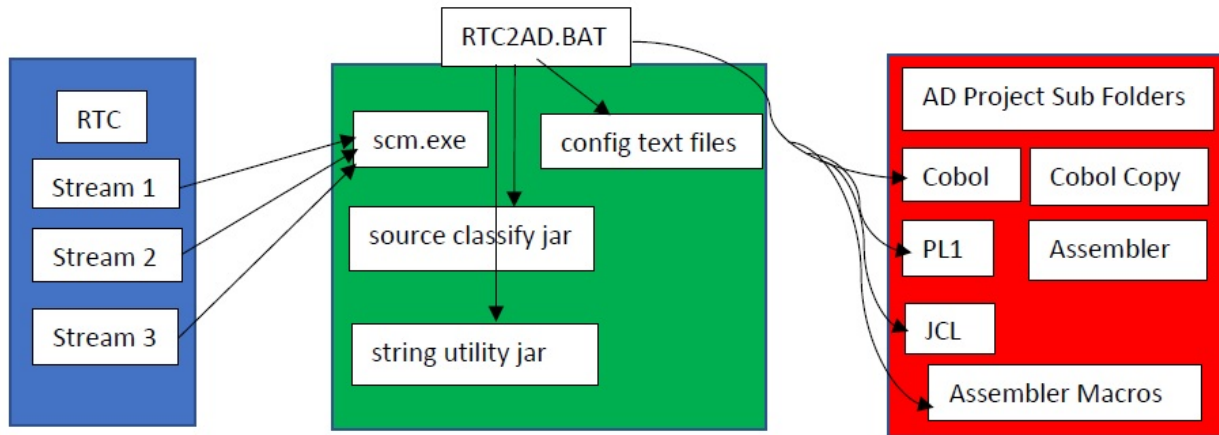 RTC2AD.BAT
RTC
Stream 1
Stream 2
Stream 3
scm.exe
config text files
source classify jar
string utility jar
AD Project Sub Folders
Cobol
Cobol Copy
PL1
Assembler
JCL
Assembler Macros